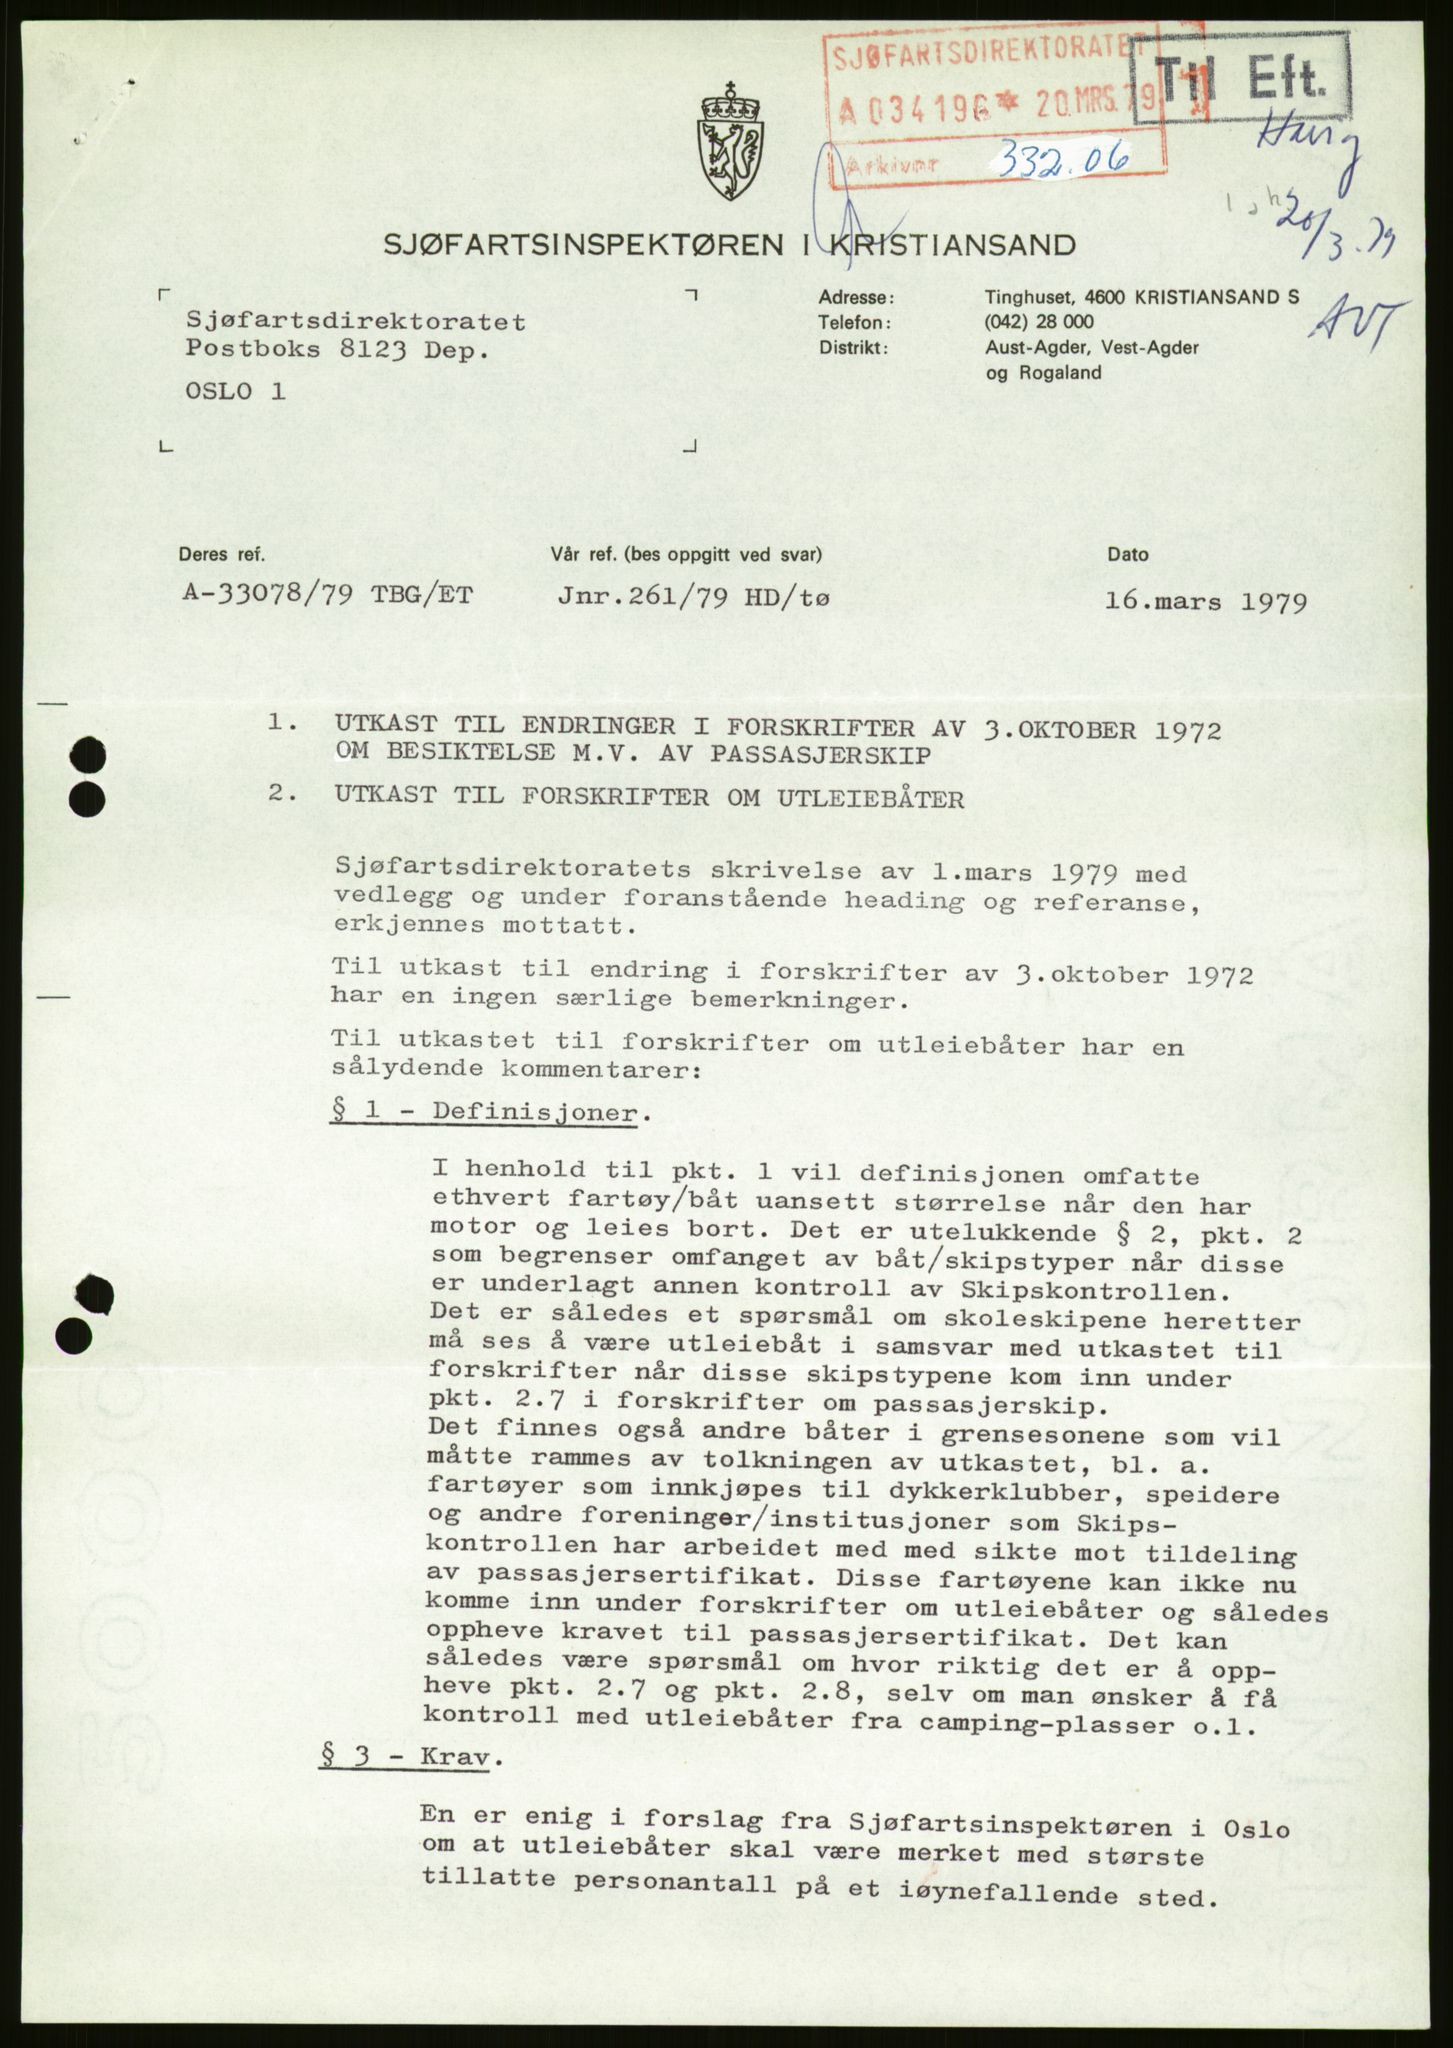 SJØFARTSDIREKTORATET
A 034196 * 20.MRS.79
Arkivnr 332.06
Til Eft.
20/3.79
SJØFARTSINSPEKTØREN I KRISTIANSAND
Sjøfartsdirektoratet
Postboks 8123 Dep.
OSLO 1
Adresse: Tinghuset, 4600 KRISTIANSAND S
Telefon: (042) 28 000
Distrikt: Aust-Agder, Vest-Agder
og Rogaland
Deres ref. Vår ref. (bes oppgitt ved svar) Dato
A-33078/79 TBG/ET Jnr.261/79 HD/tø 16.mars 1979
1. UTKAST TIL ENDRINGER I FORSKRIFTER AV 3.OKTOBER 1972
OM BESIKTELSE M.V. AV PASSASJERSKIP
2. UTKAST TIL FORSKRIFTER OM UTLEIEBÅTER
Sjøfartsdirektoratets skrivelse av 1.mars 1979 med
vedlegg og under foranstående heading og referanse,
erkjennes mottatt.
Til utkast til endring i forskrifter av 3.oktober 1972
har en ingen særlige bemerkninger.
Til utkastet til forskrifter om utleiebåter har en
sålydende kommentarer:
§ 1 - Definisjoner.
I henhold til pkt. 1 vil definisjonen omfatte
ethvert fartøy/båt uansett størrelse når den har
motor og leies bort. Det er utelukkende § 2, pkt. 2
som begrenser omfanget av båt/skipstyper når disse
er underlagt annen kontroll av Skipskontrollen.
Det er således et spørsmål om skoleskipene heretter
må ses å være utleiebåt i samsvar med utkastet til
forskrifter når disse skipstypene kom inn under
pkt. 2.7 i forskrifter om passasjerskip.
Det finnes også andre båter i grensesonene som vil
måtte rammes av tolkningen av utkastet, bl. a.
fartøyer som innkjøpes til dykkerklubber, speidere
og andre foreninger/institusjoner som Skips-
kontrollen har arbeidet med med sikte mot tildeling
av passasjersertifikat. Disse fartøyene kan ikke nu
komme inn under forskrifter om utleiebåter og således
oppheve kravet til passasjersertifikat. Det kan
således være spørsmål om hvor riktig det er å opp-
heve pkt. 2.7 og pkt. 2.8, selv om man ønsker å få
kontroll med utleiebåter fra camping-plasser o.l.
§ 3 - Krav.
En er enig i forslag fra Sjøfartsinspektøren i Oslo
om at utleiebåter skal være merket med største
tillatte personantall på et iøynefallende sted.